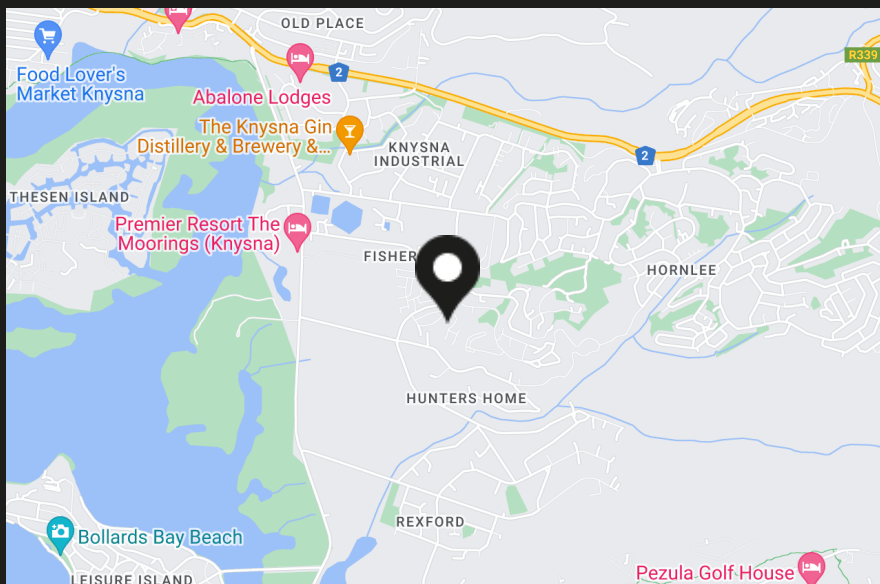 OLD PLACE
R339
Food Lover's
Market Knysna
2
Abalone Lodges
The Knysna Gin
Distillery & Brewery &...
KNYSNA
INDUSTRIAL
2
THESEN ISLAND
Premier Resort The
Moorings (Knysna)
FISHER
HORNLEE
HUNTERS HOME
REXFORD
Bollards Bay Beach
LEISURE ISLAND
Pezula Golf House